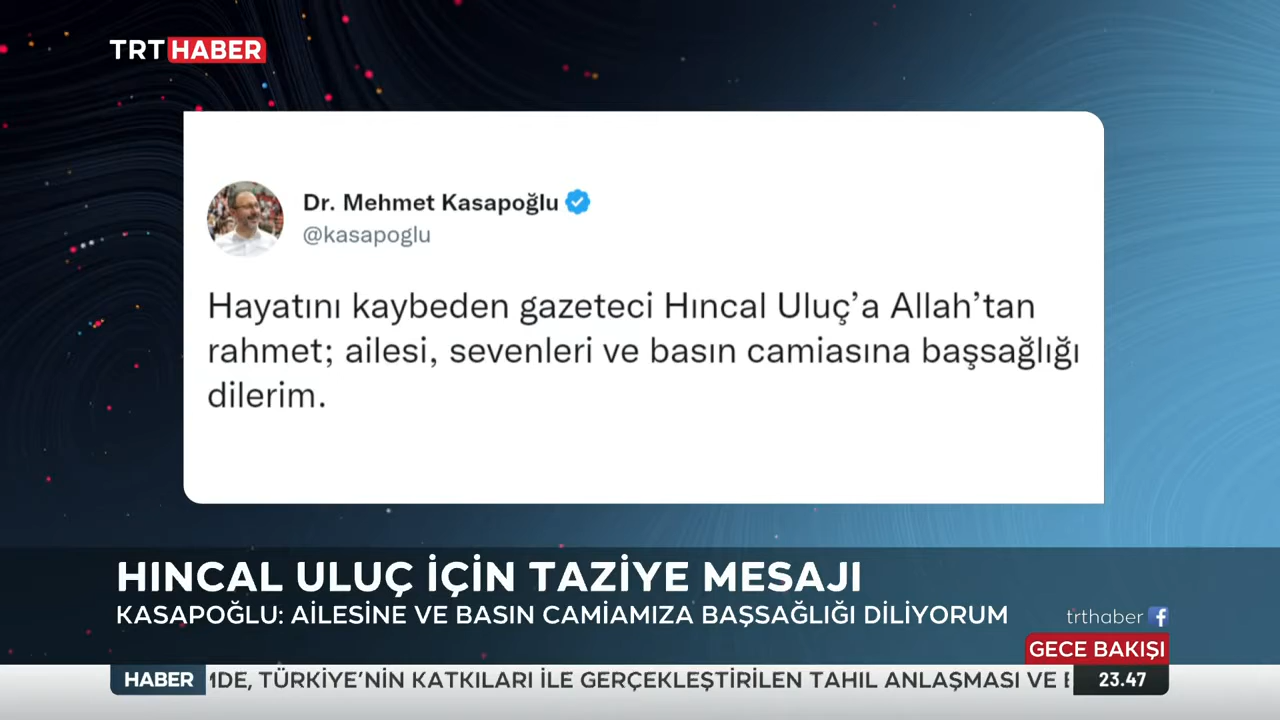 TRT HABER
Dr. Mehmet Kasapoğlu
@kasapoglu
Hayatını kaybeden gazeteci Hıncal Uluç’a Allah’tan
rahmet; ailesi, sevenleri ve basın camiasına başsağlığı
dilerim.
HINCAL ULUÇ İÇİN TAZİYE MESAJI
KASAPOĞLU: AİLESİNE VE BASIN CAMİAMIZA BAŞSAĞLIĞI DİLİYORUM
trthaber
GECE BAKIŞI
HABER TÜRKİYE’NİN KATKILARI İLE GERÇEKLEŞTİRİLEN TAHIL ANLAŞMASI VE
23.47